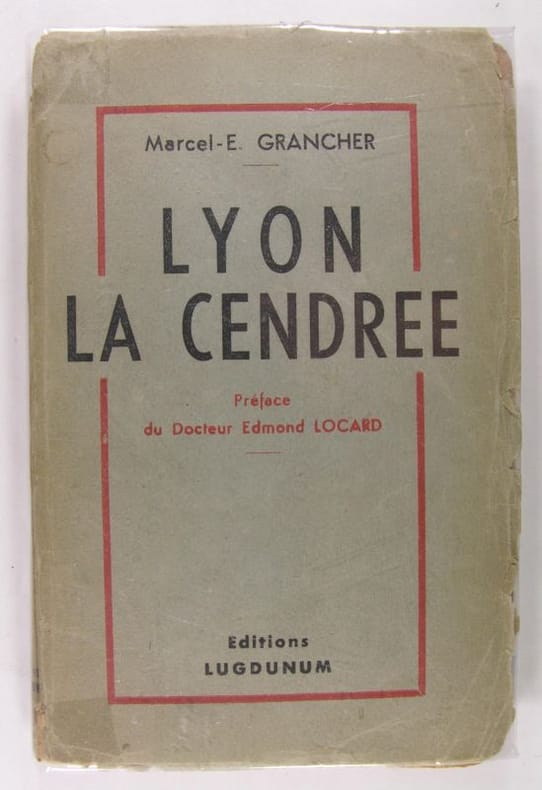 Marcel-E. GRANCHER
LYON
LA CENDREE
Préface
du Docteur Edmond LOCARD
Editions
LUGDUNUM